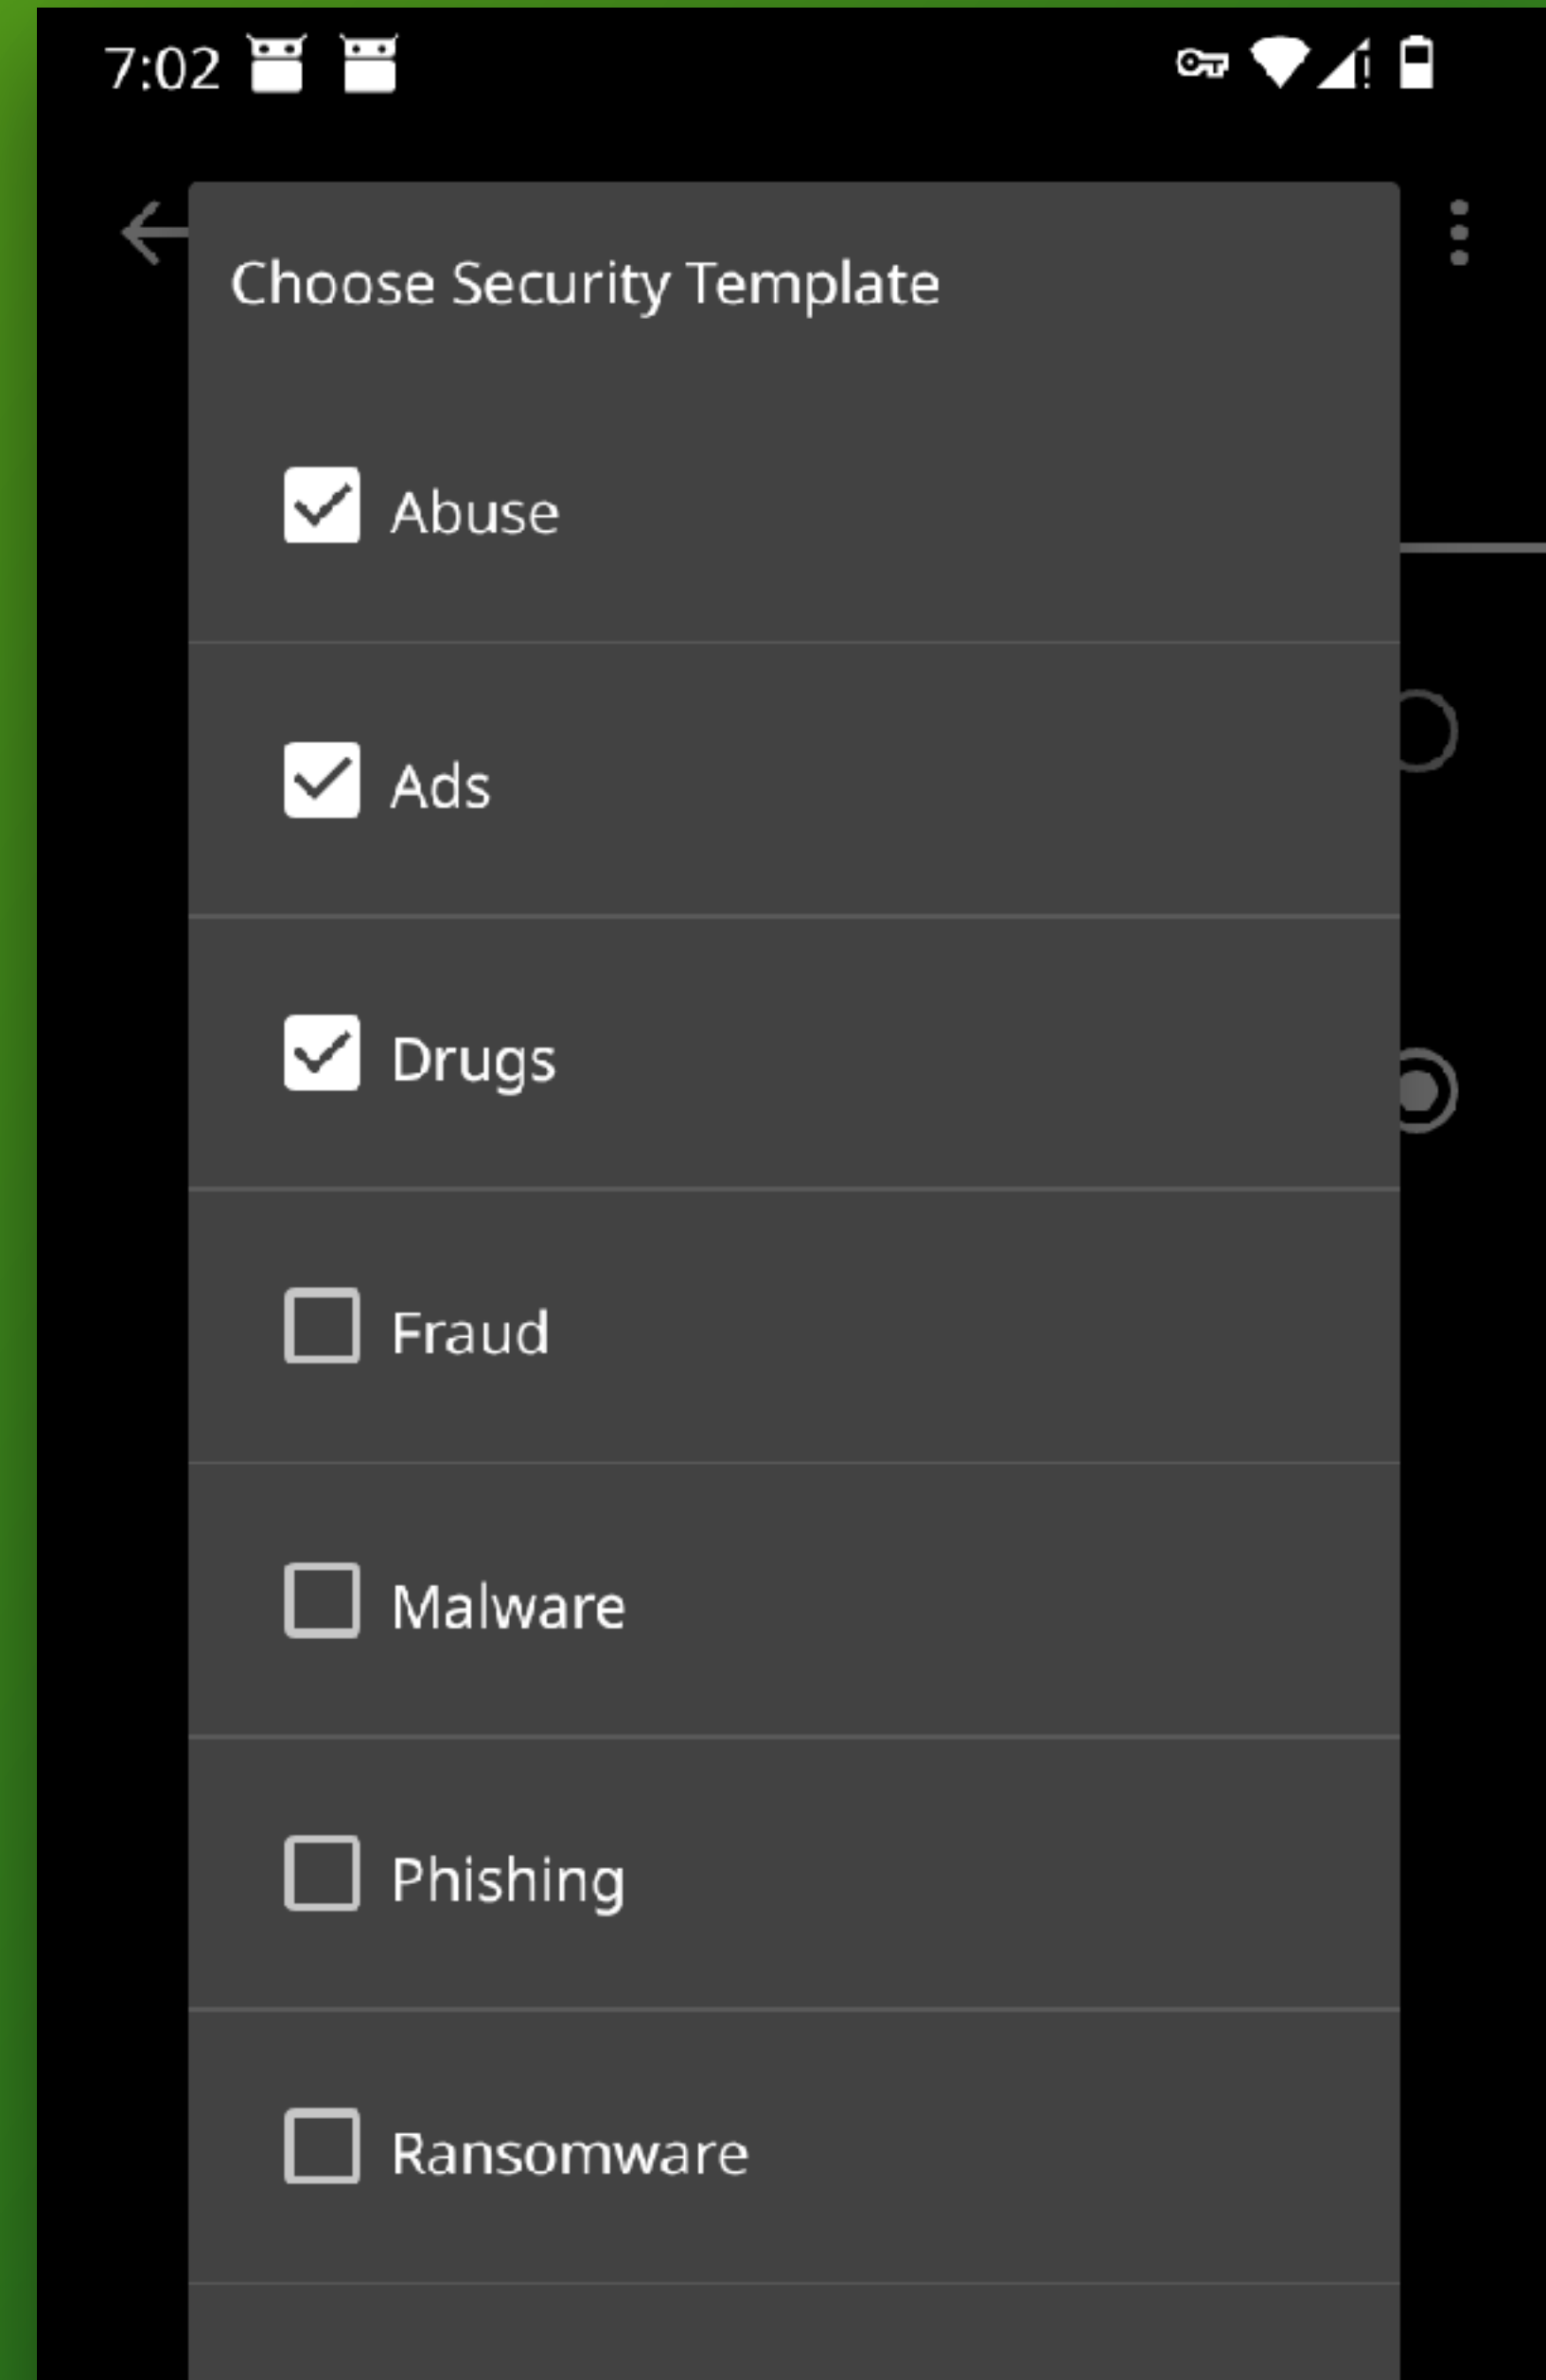 7:02
Choose Security Template
Abuse
Ads
Drugs
Fraud
Malware
Phishing
Ransomware